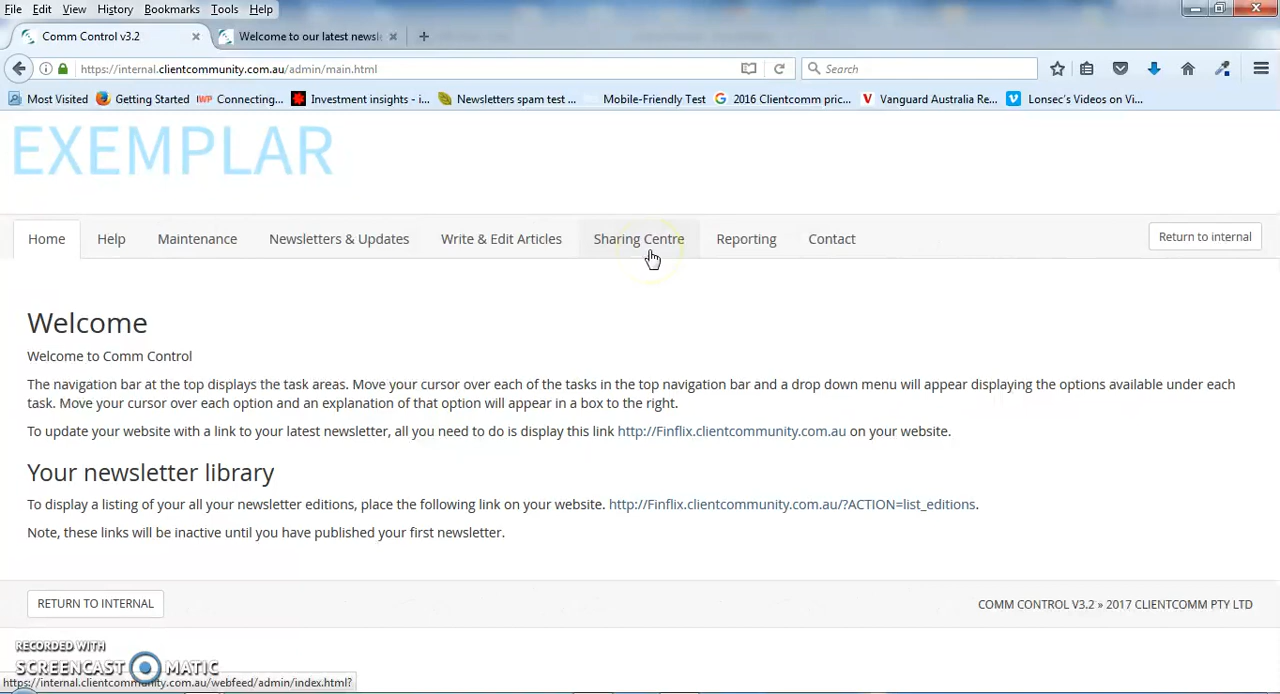 File Edit View History Bookmarks Tools Help
Comm Control v3.2 × Welcome to our latest newsl × +
https://internal.clientcommunity.com.au/admin/main.html Search
Most Visited Getting Started IWP Connecting... Investment insights - i... Newsletters spam test ... Mobile-Friendly Test G 2016 Clientcomm pric... V Vanguard Australia Re... Lonsec's Videos on Vi...
EXEMPLAR
Home Help Maintenance Newsletters & Updates Write & Edit Articles Sharing Centre Reporting Contact Return to internal
Welcome
Welcome to Comm Control
The navigation bar at the top displays the task areas. Move your cursor over each of the tasks in the top navigation bar and a drop down menu will appear displaying the options available under each
task. Move your cursor over each option and an explanation of that option will appear in a box to the right.
To update your website with a link to your latest newsletter, all you need to do is display this link http://Finflix.clientcommunity.com.au on your website.
Your newsletter library
To display a listing of your all your newsletter editions, place the following link on your website. http://Finflix.clientcommunity.com.au/?ACTION=list_editions.
Note, these links will be inactive until you have published your first newsletter.
RETURN TO INTERNAL COMM CONTROL V3.2 » 2017 CLIENTCOMM PTY LTD
RECORDED WITH
SCREENCAST MATIC
https://internal.clientcommunity.com.au/webfeed/admin/index.html?